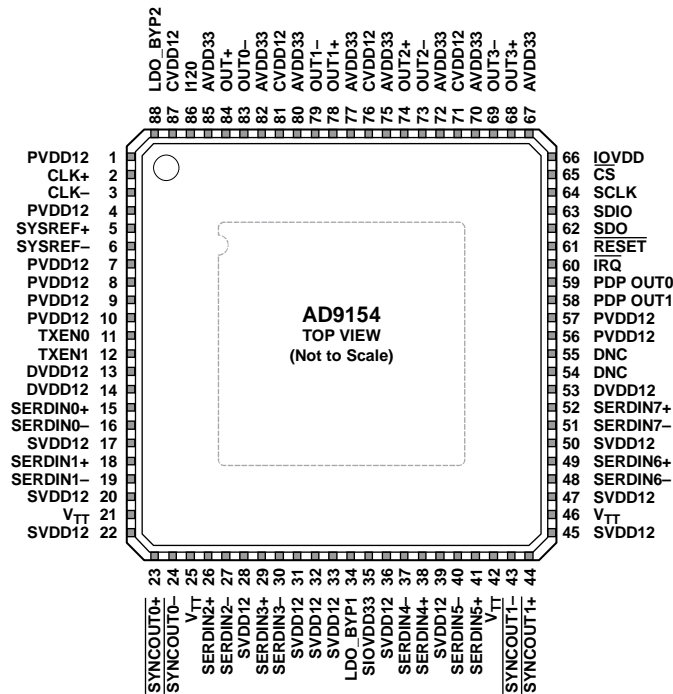 88 LDO_BYP2
87 CVDD12
86 I120
85 AVDD33
84 OUT+
83 OUT0–
82 AVDD33
81 CVDD12
80 AVDD33
79 OUT1–
78 OUT1+
77 AVDD33
76 CVDD12
75 AVDD33
74 OUT2+
73 OUT2–
72 AVDD33
71 CVDD12
70 AVDD33
69 OUT3–
68 OUT3+
67 AVDD33
PVDD12 1
CLK+ 2
CLK– 3
PVDD12 4
SYSREF+ 5
SYSREF– 6
PVDD12 7
PVDD12 8
PVDD12 9
PVDD12 10
TXEN0 11
TXEN1 12
DVDD12 13
DVDD12 14
SERDIN0+ 15
SERDIN0– 16
SVDD12 17
SERDIN1+ 18
SERDIN1– 19
SVDD12 20
VTT 21
SVDD12 22
AD9154
TOP VIEW
(Not to Scale)
66 IOVDD
65 CS
64 SCLK
63 SDIO
62 SDO
61 RESET
60 IRQ
59 PDP OUT0
58 PDP OUT1
57 PVDD12
56 PVDD12
55 DNC
54 DNC
53 DVDD12
52 SERDIN7+
51 SERDIN7–
50 SVDD12
49 SERDIN6+
48 SERDIN6–
47 SVDD12
46 VTT
45 SVDD12
SYNCOUT0+ 23
SYNCOUT0– 24
VTT 25
SERDIN2+ 26
SERDIN2– 27
SVDD12 28
SERDIN3+ 29
SERDIN3– 30
SVDD12 31
SVDD12 32
SVDD12 33
LDO_BYP1 34
SIOVDD33 35
SVDD12 36
SERDIN4– 37
SERDIN4+ 38
SVDD12 39
SERDIN5– 40
SERDIN5+ 41
VTT 42
SYNCOUT1– 43
SYNCOUT1+ 44